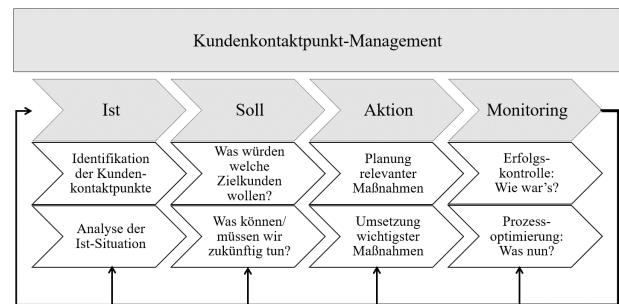 Kundenkontaktpunkt-Management
Ist
Soll
Aktion
Monitoring
Identifikation
der Kunden-
kontaktpunkte
Was würden
welche
Zielkunden
wollen?
Planung
relevanter
Maßnahmen
Erfolgs-
kontrolle:
Wie war’s?
Analyse der
Ist-Situation
Was können/
müssen wir
zukünftig tun?
Umsetzung
wichtigster
Maßnahmen
Prozess-
optimierung:
Was nun?